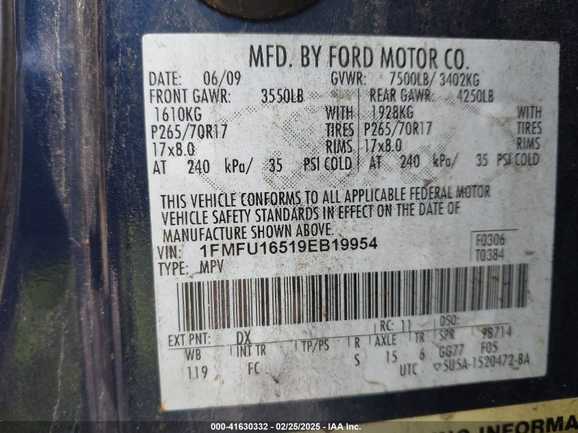 MFD. BY FORD MOTOR CO.
DATE: 06/09 GVWR: 7500LB/ 3402KG
FRONT GAWR: 3550LB REAR GAWR: 4250LB
1610KG WITH 1928KG WITH
P265/70R17 TIRES P265/70R17 TIRES
17x8.0 RIMS 17x8.0 RIMS
AT 240 kPa/ 35 PSI COLD AT 240 kPa/ 35 PSI COLD
THIS VEHICLE CONFORMS TO ALL APPLICABLE FEDERAL MOTOR
VEHICLE SAFETY STANDARDS IN EFFECT ON THE DATE OF
MANUFACTURE SHOWN ABOVE.
VIN: 1FMFU16519EB19954 F0306
TYPE: MPV T0384
EXT PNT: DX RC: 11 DSO:
WB INT TR TP/PS R AXLE TR SPR 9B714
119 FC S 15 6 GG77 F05
UTC 5U5A-1520472-BA
000-41630332 - 02/25/2025 - IAA Inc.
ING INFORMA